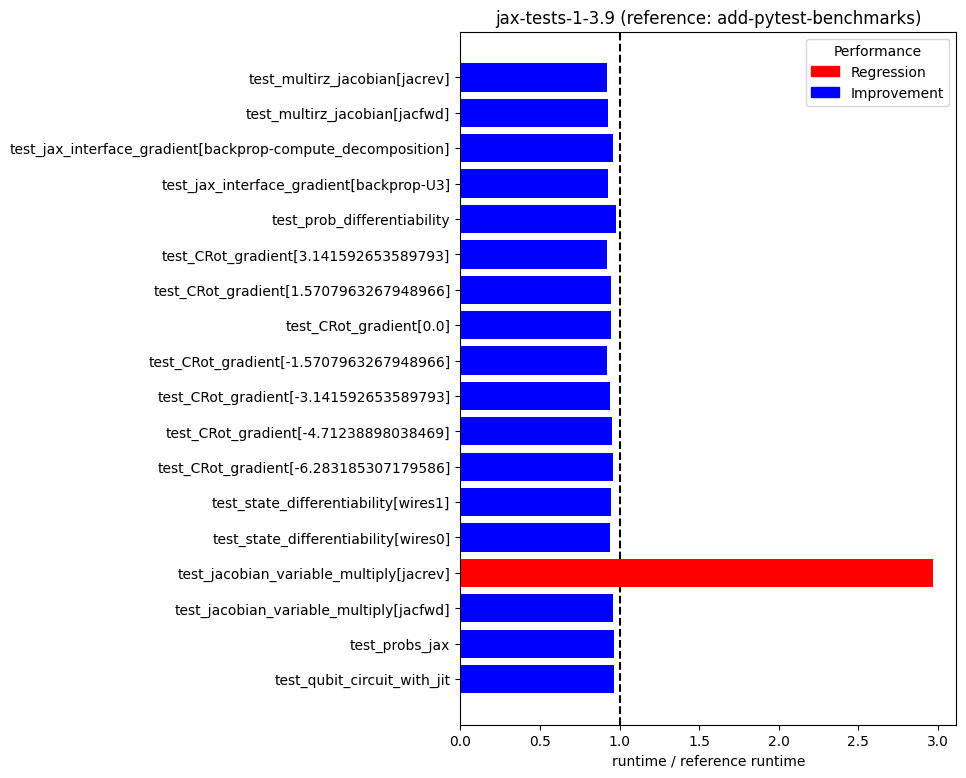 jax-tests-1-3.9 (reference: add-pytest-benchmarks)
Performance
Regression
Improvement
test_multirz_jacobian[jacrev]
test_multirz_jacobian[jacfwd]
test_jax_interface_gradient[backprop-compute_decomposition]
test_jax_interface_gradient[backprop-U3]
test_prob_differentiability
test_CRot_gradient[3.141592653589793]
test_CRot_gradient[1.5707963267948966]
test_CRot_gradient[0.0]
test_CRot_gradient[-1.5707963267948966]
test_CRot_gradient[-3.141592653589793]
test_CRot_gradient[-4.71238898038469]
test_CRot_gradient[-6.283185307179586]
test_state_differentiability[wires1]
test_state_differentiability[wires0]
test_jacobian_variable_multiply[jacrev]
test_jacobian_variable_multiply[jacfwd]
test_probs_jax
test_qubit_circuit_with_jit
0.0 0.5 1.0 1.5 2.0 2.5 3.0
runtime / reference runtime